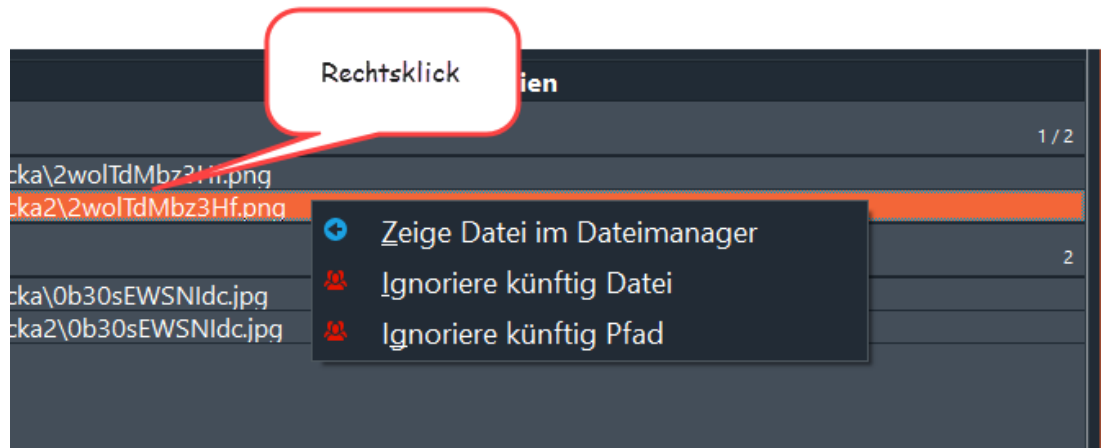 Rechtsklick
ien
1 / 2
cka\2wolTdMbz3Hf.png
cka2\2wolTdMbz3Hf.png
Zeige Datei im Dateimanager
2
Ignoriere künftig Datei
cka\0b30sEWSNIdc.jpg
cka2\0b30sEWSNIdc.jpg
Ignoriere künftig Pfad